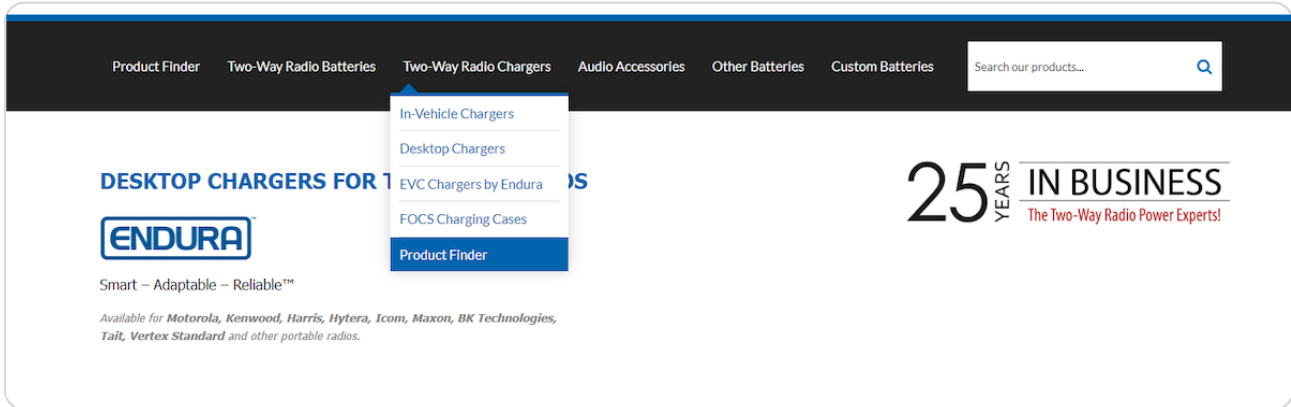 Product Finder Two-Way Radio Batteries Two-Way Radio Chargers Audio Accessories Other Batteries Custom Batteries Search our products...
In-Vehicle Chargers
Desktop Chargers
EVC Chargers by Endura
FOCS Charging Cases
Product Finder
DESKTOP CHARGERS FOR
ENDURA™
Smart – Adaptable – Reliable™
Available for Motorola, Kenwood, Harris, Hytera, Icom, Maxon, BK Technologies,
Tait, Vertex Standard and other portable radios.
25 YEARS IN BUSINESS
The Two-Way Radio Power Experts!